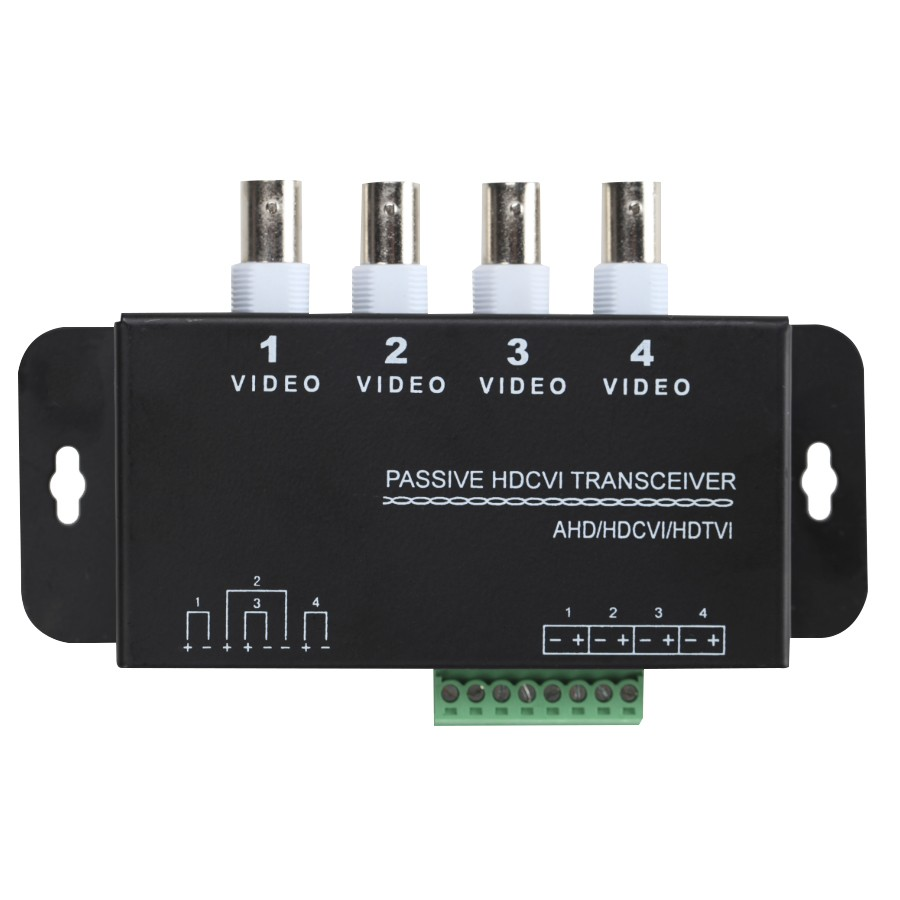 1 2 3 4
VIDEO VIDEO VIDEO VIDEO
PASSIVE HDCVI TRANSCEIVER
AHD/HDCVI/HDTVI
2
1 3 4
+ − + + − − + −
1 2 3 4
− + − + − + − +